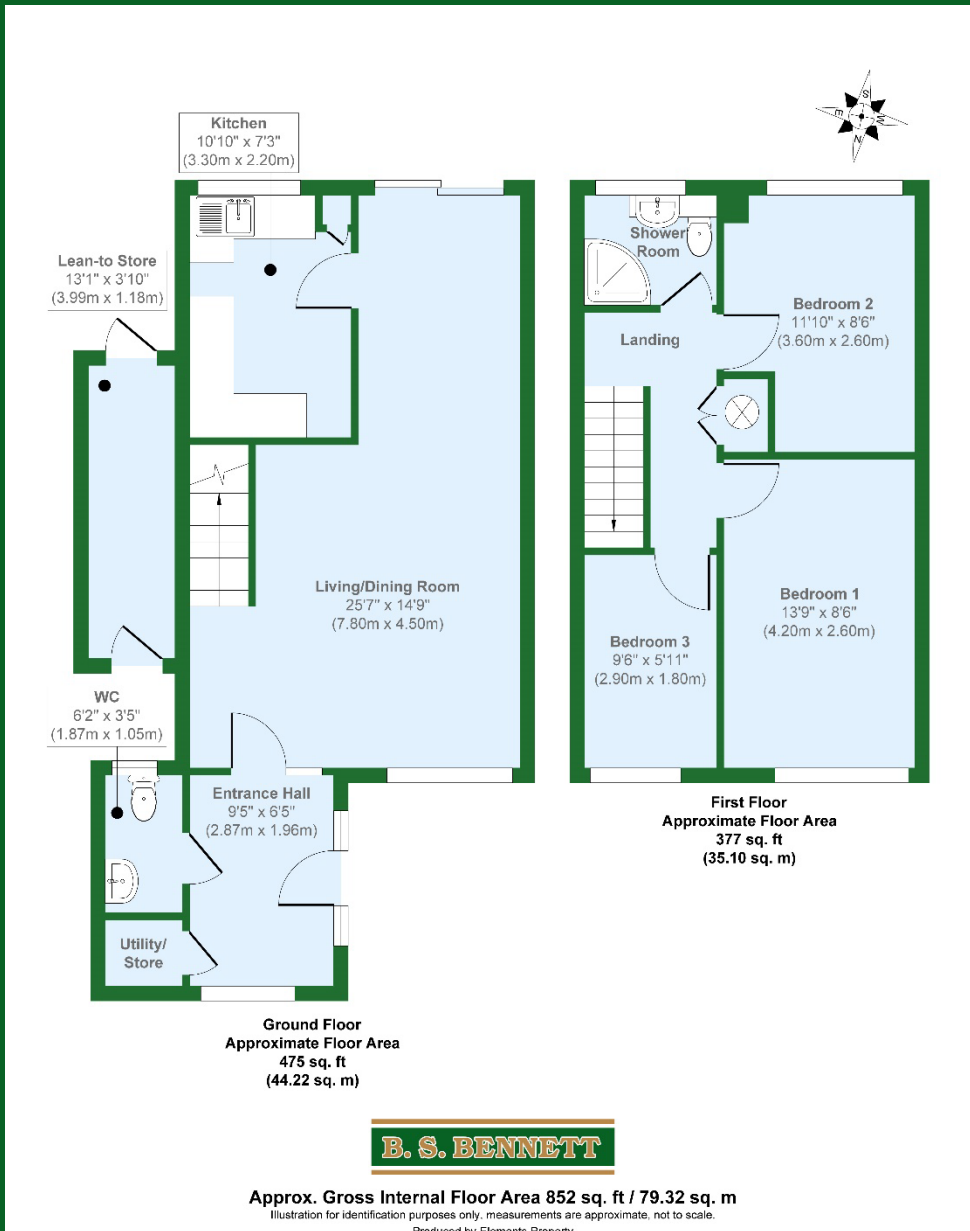 S
E
W
N
Kitchen
10'10" x 7'3"
(3.30m x 2.20m)
Lean-to Store
13'1" x 3'10"
(3.99m x 1.18m)
Living/Dining Room
25'7" x 14'9"
(7.80m x 4.50m)
WC
6'2" x 3'5"
(1.87m x 1.05m)
Entrance Hall
9'5" x 6'5"
(2.87m x 1.96m)
Utility/
Store
Ground Floor
Approximate Floor Area
475 sq. ft
(44.22 sq. m)
Shower
Room
Landing
Bedroom 2
11'10" x 8'6"
(3.60m x 2.60m)
Bedroom 1
13'9" x 8'6"
(4.20m x 2.60m)
Bedroom 3
9'6" x 5'11"
(2.90m x 1.80m)
First Floor
Approximate Floor Area
377 sq. ft
(35.10 sq. m)
B. S. BENNETT
Approx. Gross Internal Floor Area 852 sq. ft / 79.32 sq. m
Illustration for identification purposes only, measurements are approximate, not to scale.
Produced by Elements Property